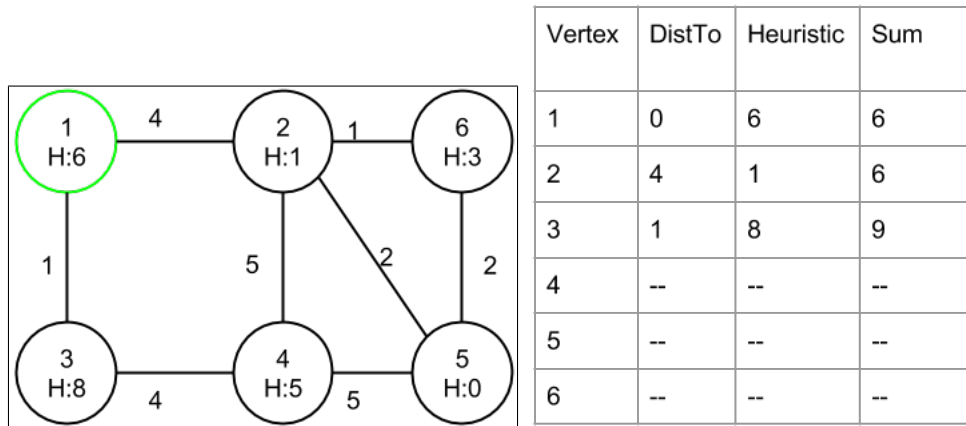 1
H:6
4
2
H:1
1
6
H:3
1
5
2
2
3
H:8
4
4
H:5
5
5
H:0
Vertex DistTo Heuristic Sum
1 0 6 6
2 4 1 6
3 1 8 9
4 -- -- --
5 -- -- --
6 -- -- --